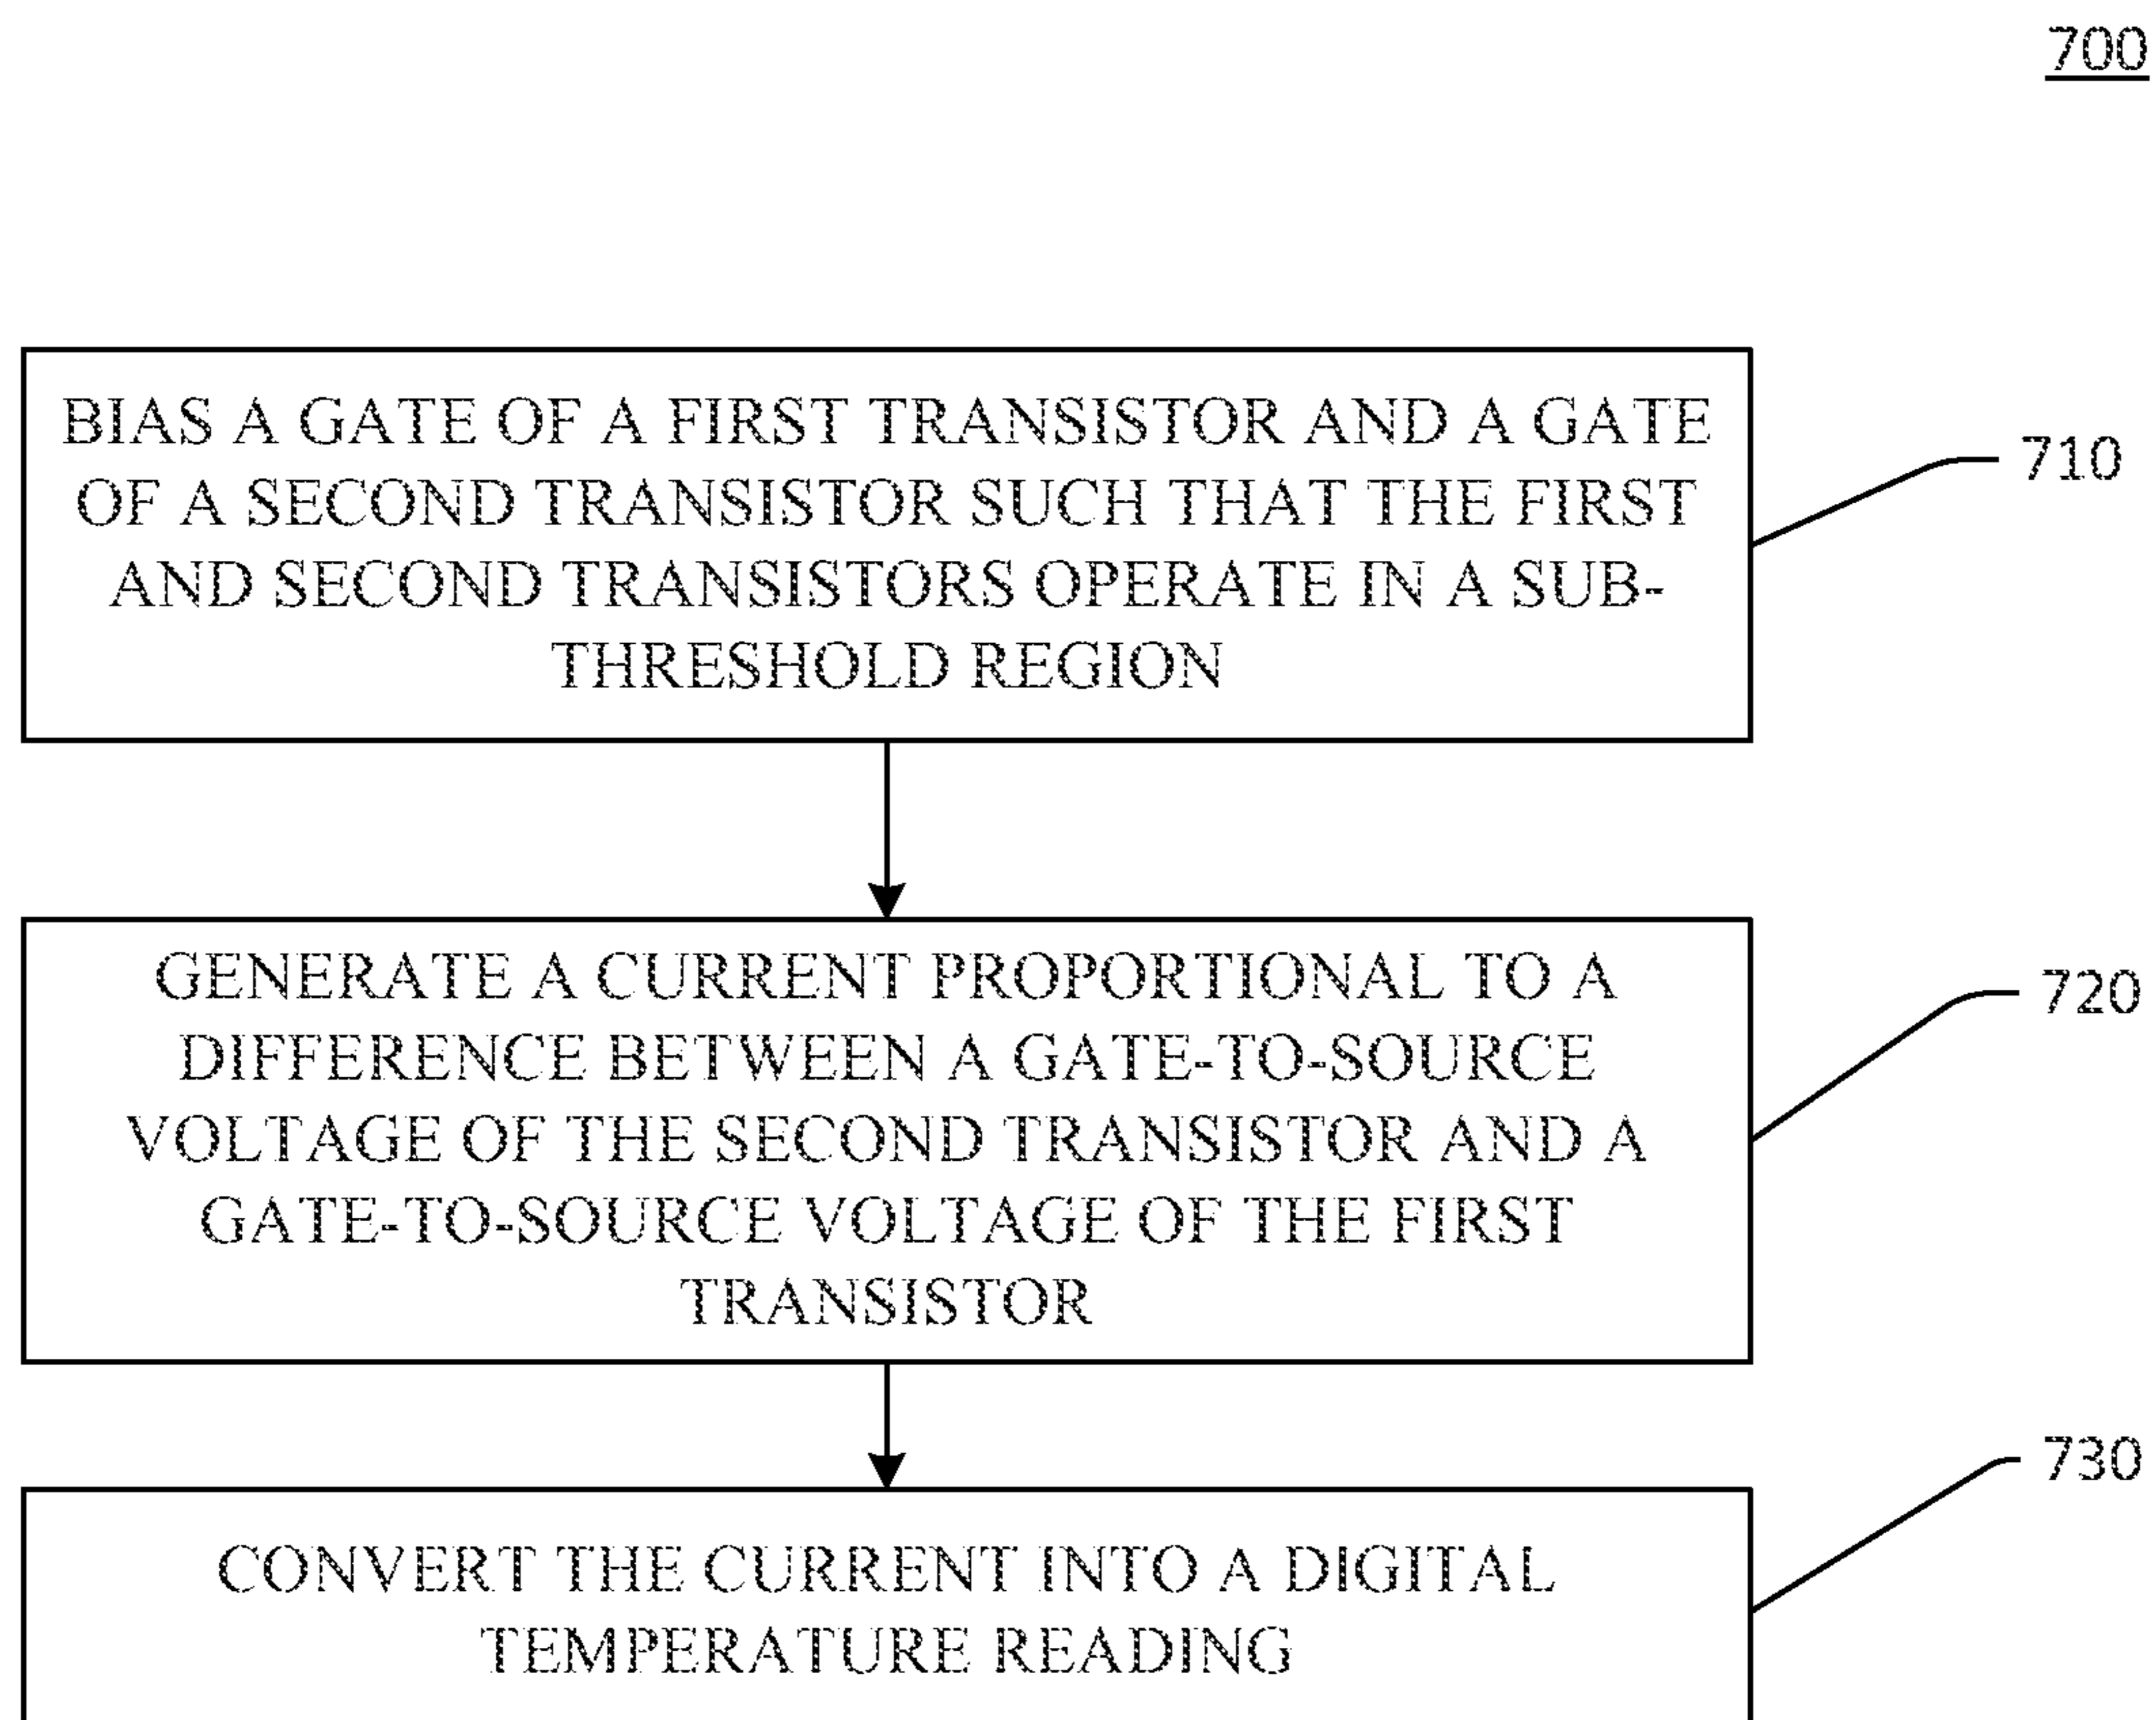 700
BIAS A GATE OF A FIRST TRANSISTOR AND A GATE
OF A SECOND TRANSISTOR SUCH THAT THE FIRST
AND SECOND TRANSISTORS OPERATE IN A SUB-
THRESHOLD REGION
710
GENERATE A CURRENT PROPORTIONAL TO A
DIFFERENCE BETWEEN A GATE-TO-SOURCE
VOLTAGE OF THE SECOND TRANSISTOR AND A
GATE-TO-SOURCE VOLTAGE OF THE FIRST
TRANSISTOR
720
CONVERT THE CURRENT INTO A DIGITAL
TEMPERATURE READING
730